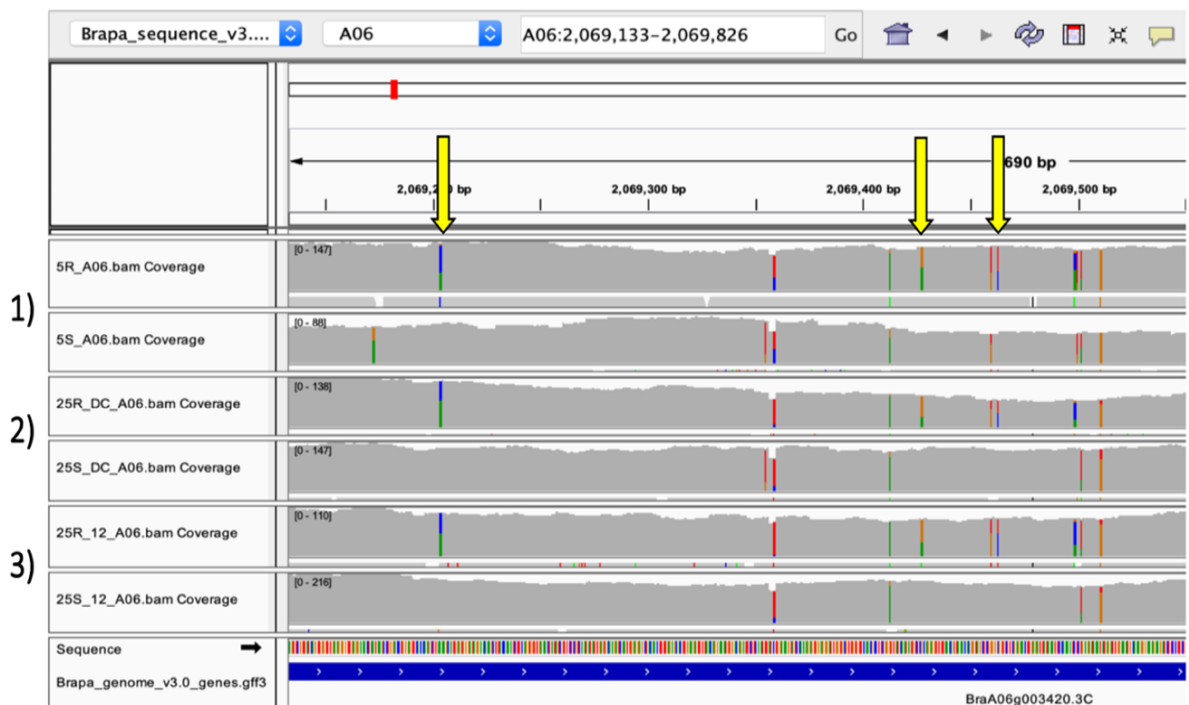 Brapa_sequence_v3.... A06 A06:2,069,133-2,069,826 Go
690 bp
2,069,300 bp 2,069,400 bp 2,069,500 bp
1)
5R_A06.bam Coverage [0 - 147]
5S_A06.bam Coverage [0 - 88]
2)
25R_DC_A06.bam Coverage [0 - 138]
25S_DC_A06.bam Coverage [0 - 147]
3)
25R_12_A06.bam Coverage [0 - 110]
25S_12_A06.bam Coverage [0 - 216]
Sequence
Brapa_genome_v3.0_genes.gff3
BraA06g003420.3C